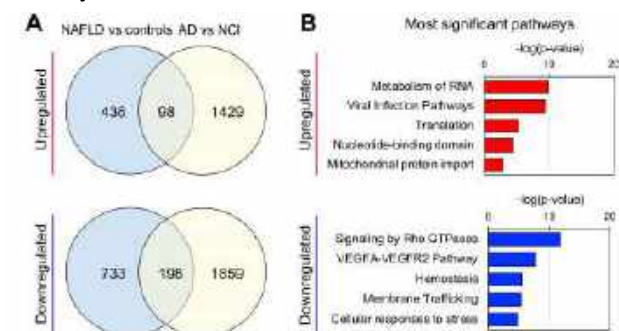 A
NAFLD vs controls AD vs NCI
Upregulated
436
98
1429
Downregulated
733
198
1859
B
Most significant pathways
-log(p-value)
0
10
20
Metabolism of RNA
Viral Infection Pathways
Translation
Nucleotide-binding domain
Mitochondrial protein import
Upregulated
-log(p-value)
0
10
20
Signaling by Rho GTPases
VEGFA-VEGFR2 Pathway
Hemostasis
Membrane Trafficking
Cellular responses to stress
Downregulated